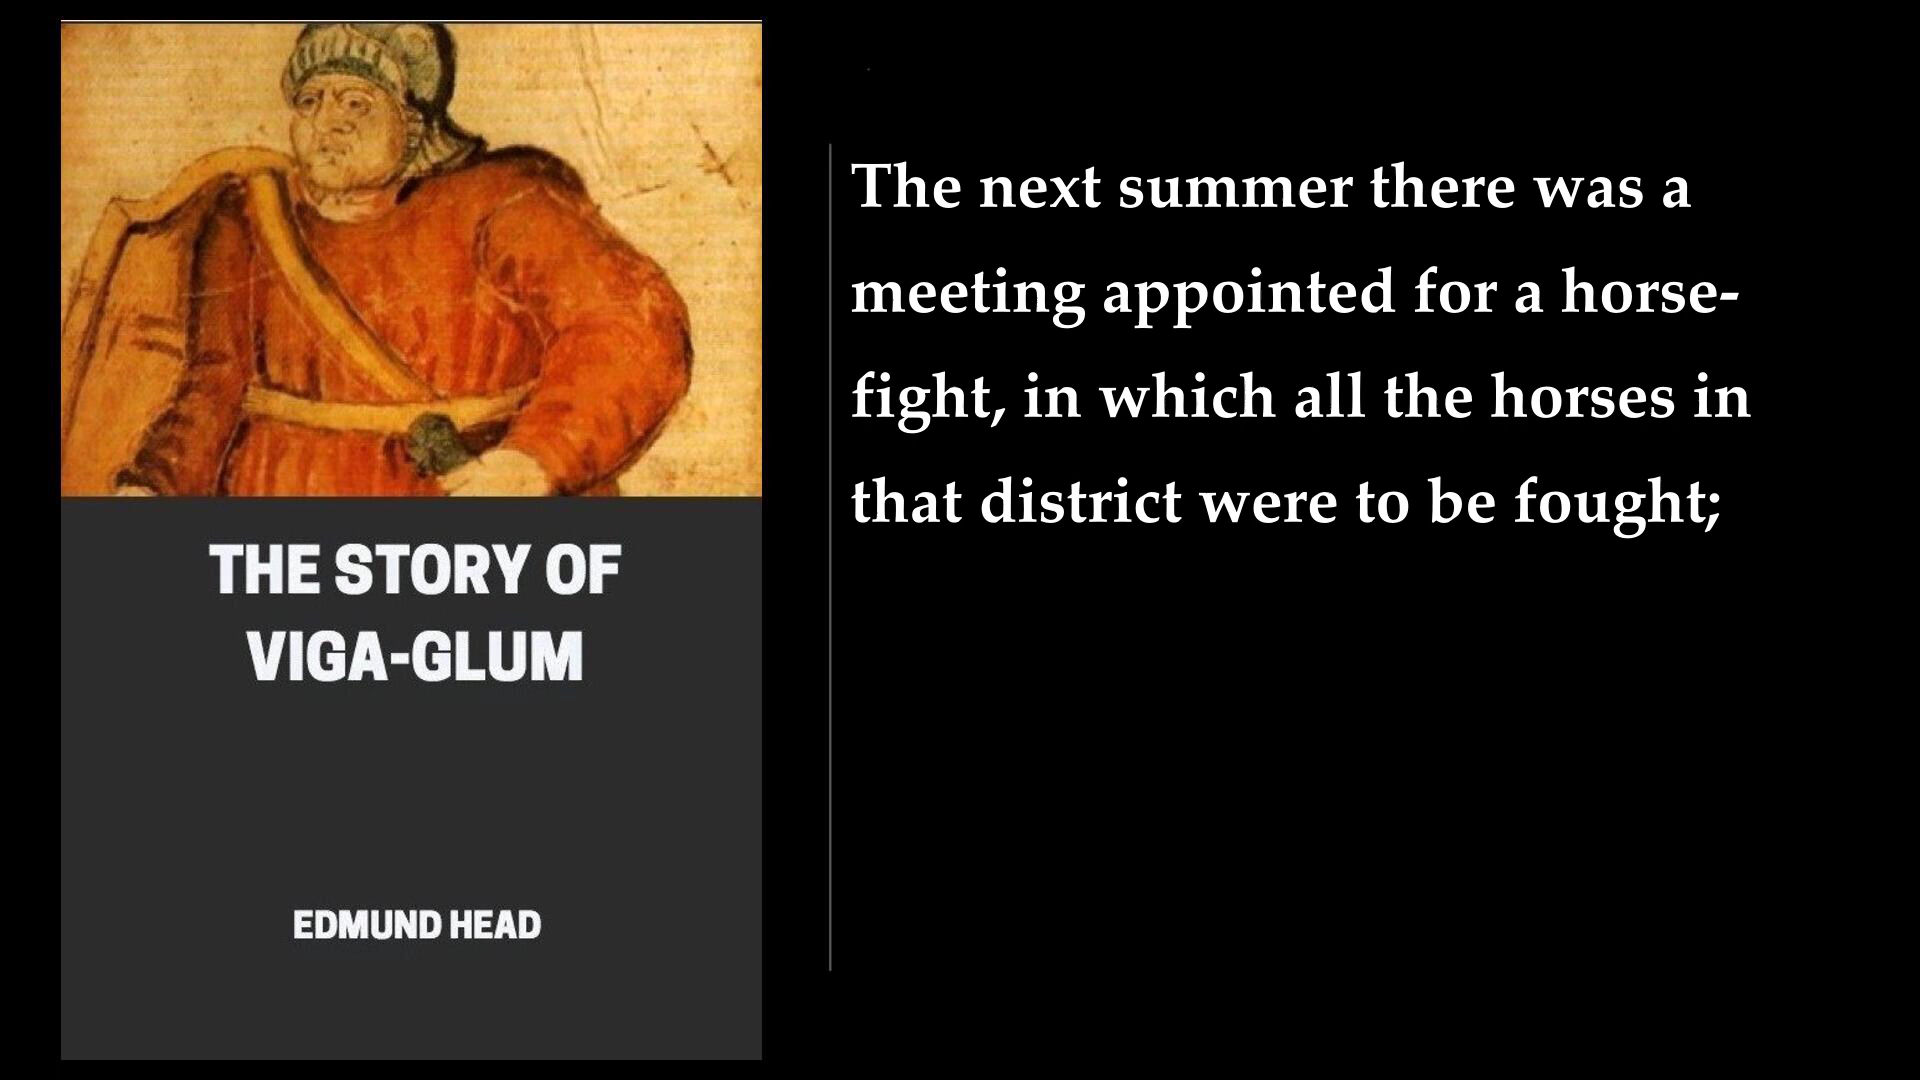 THE STORY OF
VIGA-GLUM
EDMUND HEAD
The next summer there was a
meeting appointed for a horse-
fight, in which all the horses in
that district were to be fought;